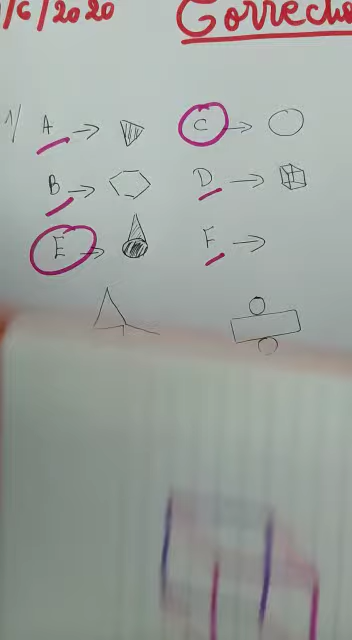 /6/2020 Correctio
1/ A → C →
B → D →
E → F →